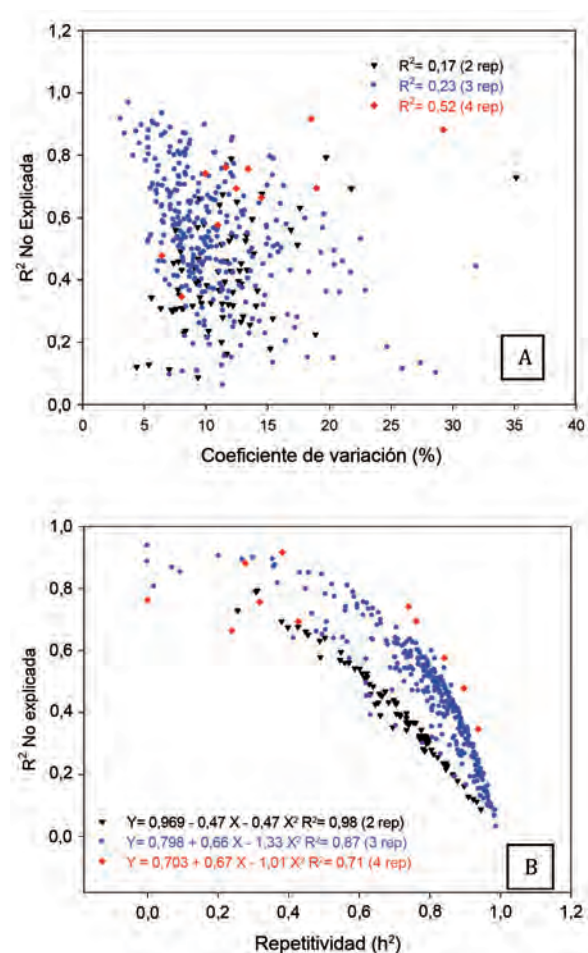 1,2
1,0
0,8
0,6
0,4
0,2
0,0
R² No Explicada
R²= 0,17 (2 rep)
R²= 0,23 (3 rep)
R²= 0,52 (4 rep)
A
0 5 10 15 20 25 30 35 40
Coeficiente de variación (%)
1,0
0,8
0,6
0,4
0,2
0,0
R² No explicada
Y= 0,969 - 0,47 X - 0,47 X² R²= 0,98 (2 rep)
Y= 0,798 + 0,66 X - 1,33 X² R²= 0,87 (3 rep)
Y= 0,703 + 0,67 X - 1,01 X² R²= 0,71 (4 rep)
B
0,0 0,2 0,4 0,6 0,8 1,0 1,2
Repetitividad (h²)